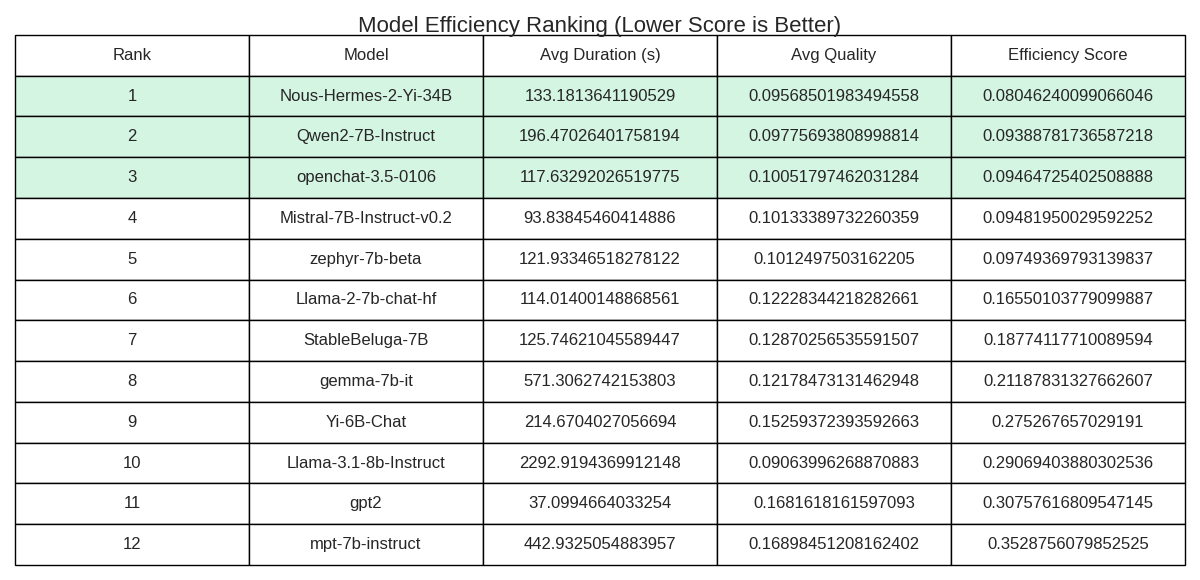 Model Efficiency Ranking (Lower Score is Better)
Rank Model Avg Duration (s) Avg Quality Efficiency Score
1 Nous-Hermes-2-Yi-34B 133.1813641190529 0.09568501983494558 0.08046240099066046
2 Qwen2-7B-Instruct 196.47026401758194 0.09775693808998814 0.09388781736587218
3 openchat-3.5-0106 117.63292026519775 0.10051797462031284 0.09464725402508888
4 Mistral-7B-Instruct-v0.2 93.83845460414886 0.10133389732260359 0.09481950029592252
5 zephyr-7b-beta 121.93346518278122 0.1012497503162205 0.09749369793139837
6 Llama-2-7b-chat-hf 114.01400148868561 0.12228344218282661 0.16550103779099887
7 StableBeluga-7B 125.74621045589447 0.12870256535591507 0.18774117710089594
8 gemma-7b-it 571.3062742153803 0.12178473131462948 0.21187831327662607
9 Yi-6B-Chat 214.6704027056694 0.15259372393592663 0.275267657029191
10 Llama-3.1-8b-Instruct 2292.9194369912148 0.09063996268870883 0.29069403880302536
11 gpt2 37.0994664033254 0.1681618161597093 0.30757616809547145
12 mpt-7b-instruct 442.9325054883957 0.16898451208162402 0.3528756079852525